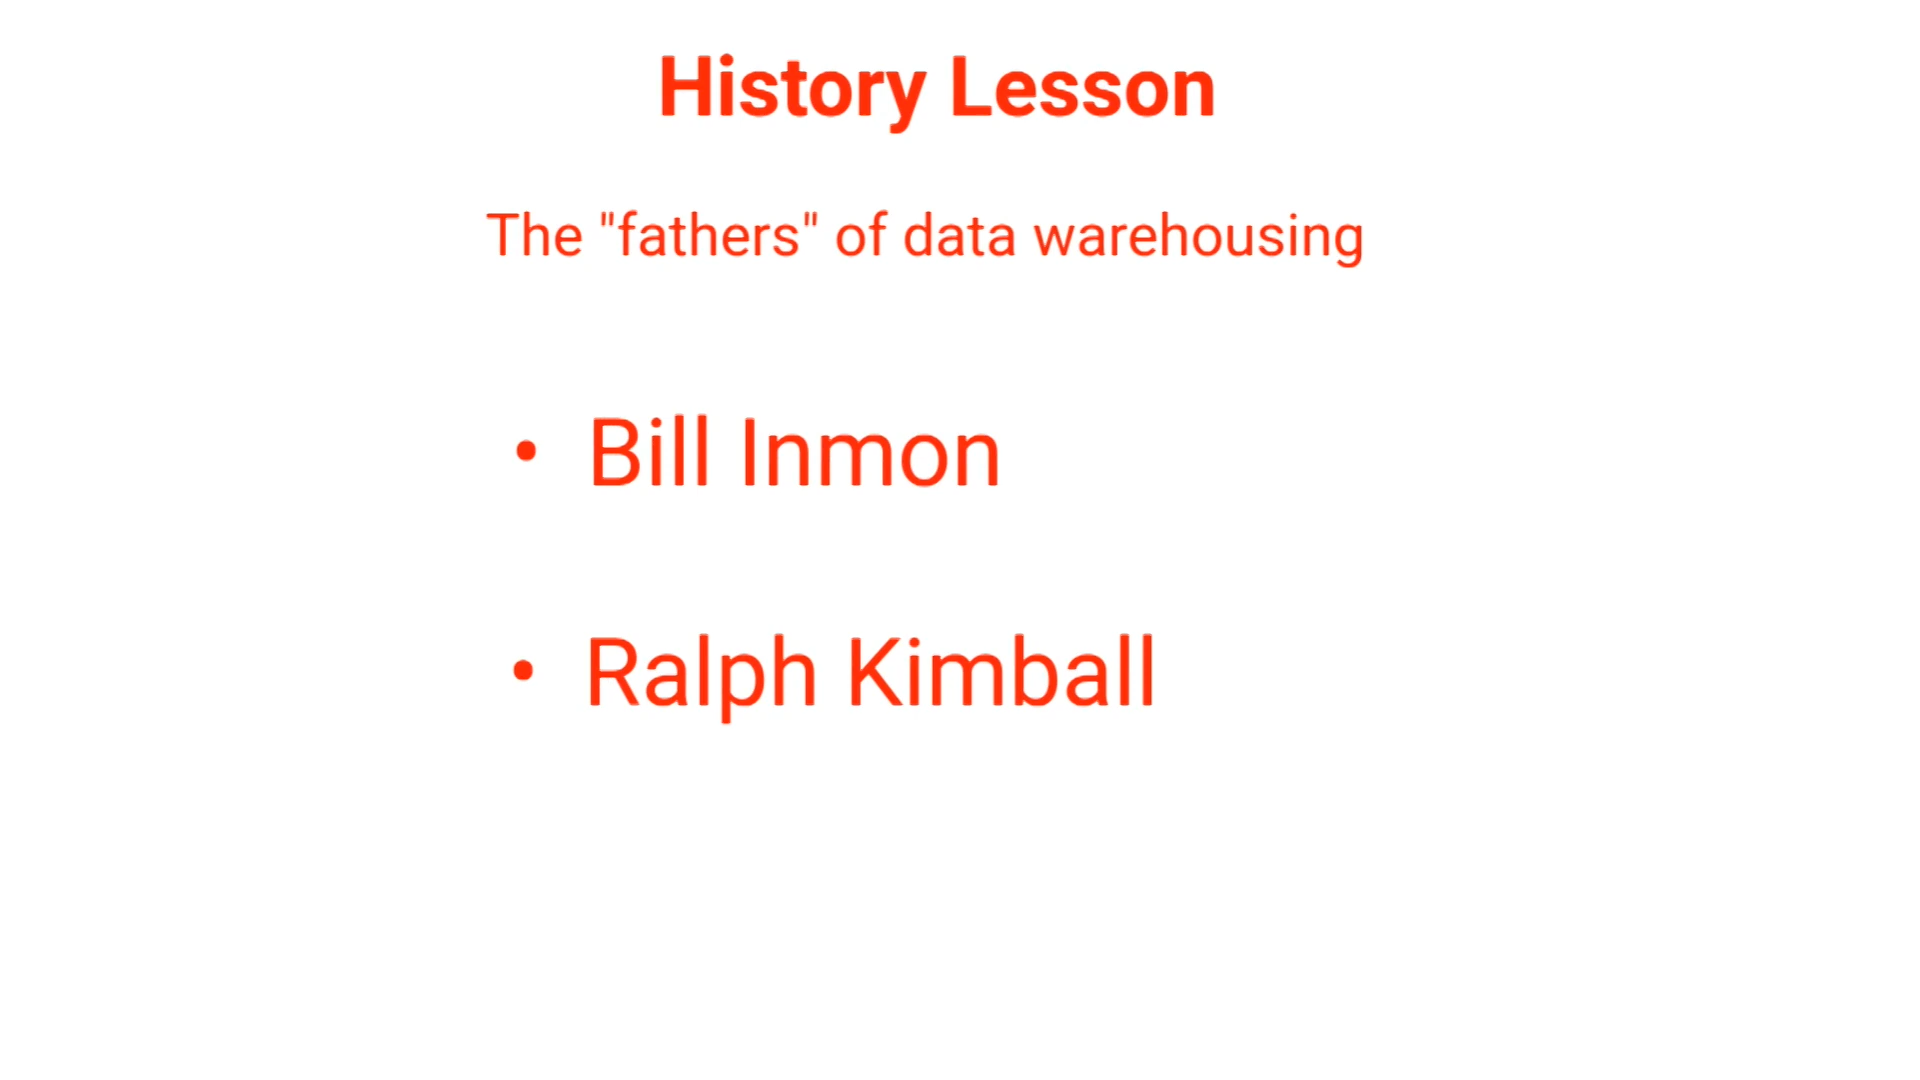 History Lesson
The "fathers" of data warehousing
• Bill Inmon
• Ralph Kimball